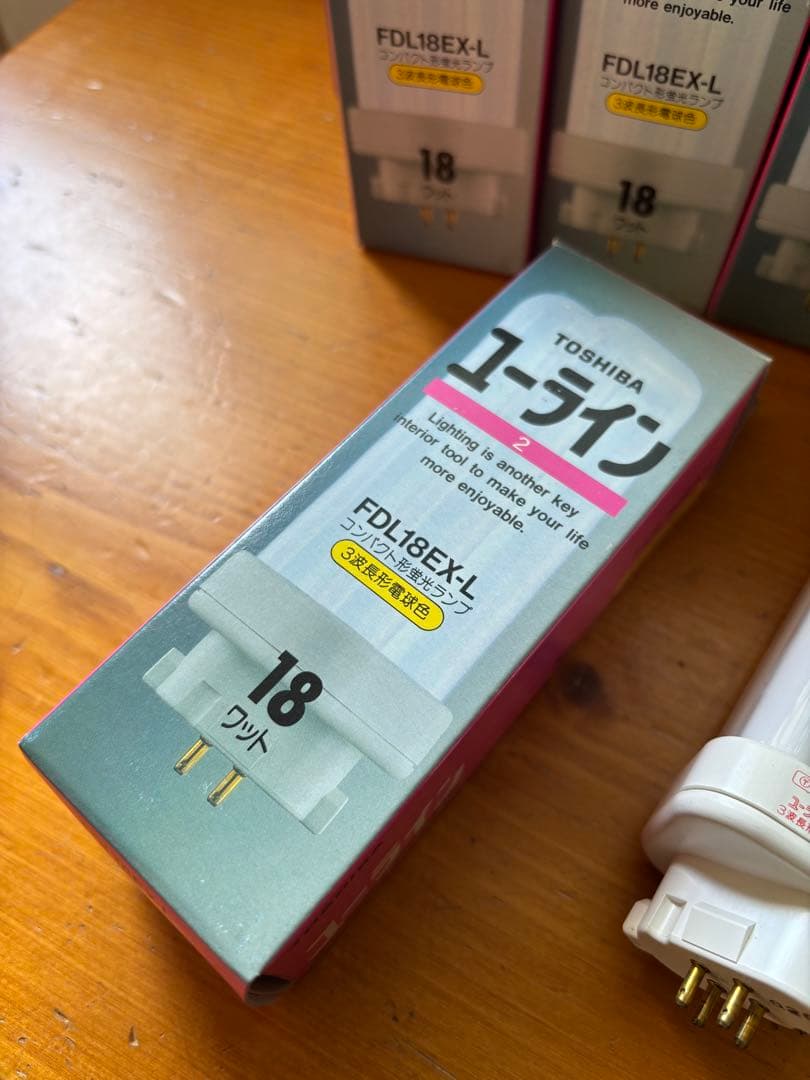 FDL18EX-L
コンパクト形蛍光ランプ
3波長形電球色
18
ワット
your life
more enjoyable.
FDL18EX-L
コンパクト形蛍光ランプ
3波長形電球色
18
ワット
TOSHIBA
ユーライン
2
Lighting is another key
interior tool to make your life
more enjoyable.
FDL18EX-L
コンパクト形蛍光ランプ
3波長形電球色
18
ワット